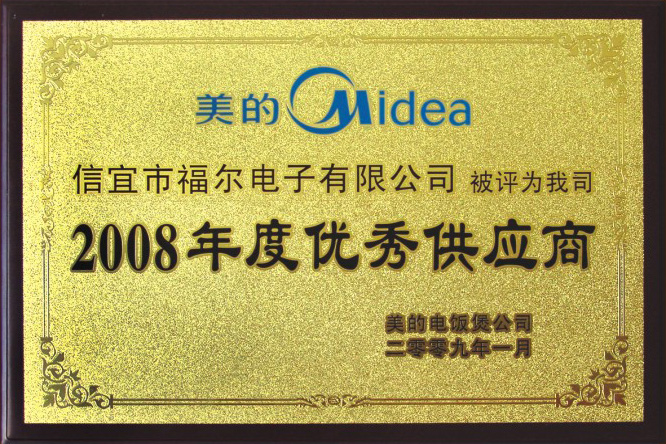 美的 Midea
信宜市福尔电子有限公司 被评为我司
2008年度优秀供应商
美的电饭煲公司
二零零九年一月